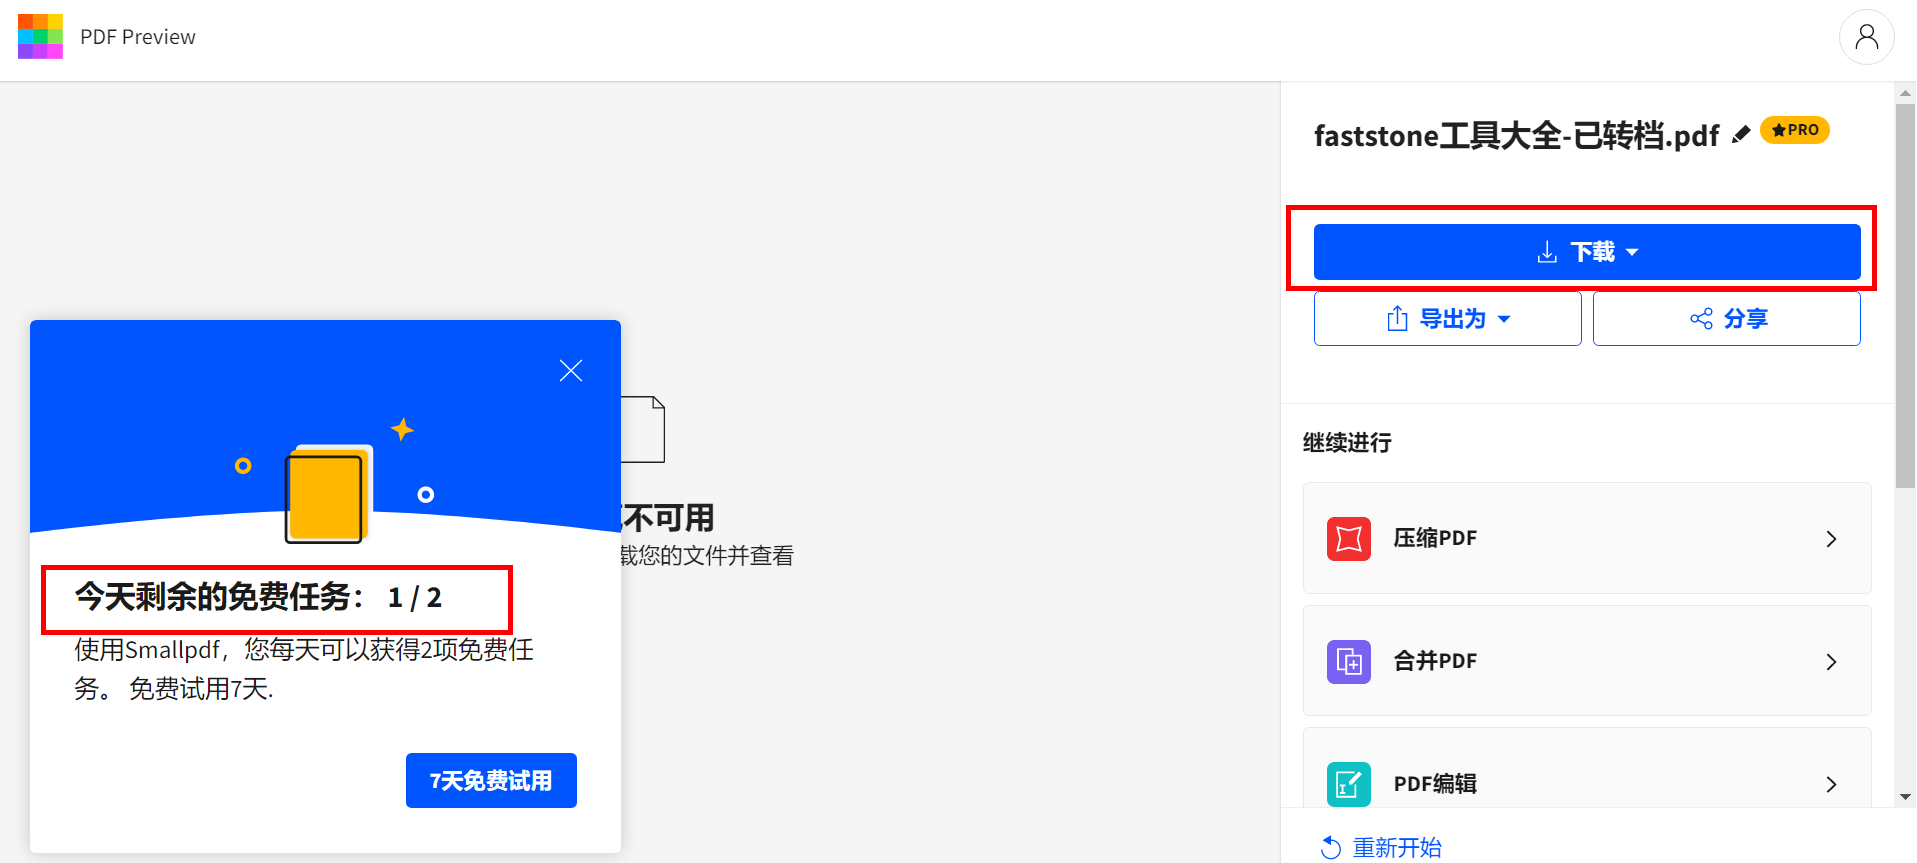 PDF Preview
faststone工具大全-已转档.pdf
PRO
下载
导出为
分享
不可用
载您的文件并查看
今天剩余的免费任务： 1 / 2
使用Smallpdf，您每天可以获得2项免费任
务。 免费试用7天.
7天免费试用
继续进行
压缩PDF
合并PDF
PDF编辑
重新开始